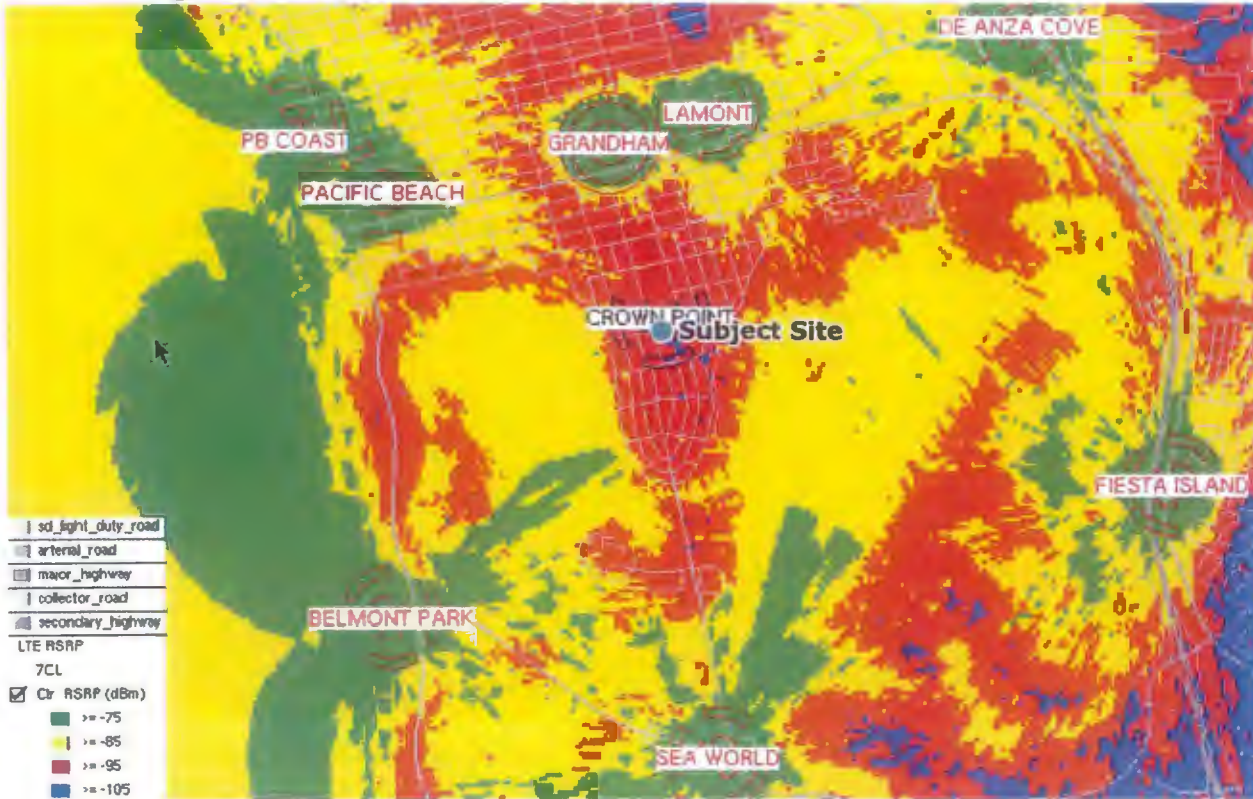 DE ANZA COVE
LAMONT
PB COAST
GRANDHAM
PACIFIC BEACH
CROWN POINT
Subject Site
FIESTA ISLAND
BELMONT PARK
SEA WORLD
sd_light_duty_road
arterial_road
major_highway
collector_road
secondary_highway
LTE RSRP
7CL
Clr RSRP (dBm)
>= -75
>= -85
>= -95
>= -105